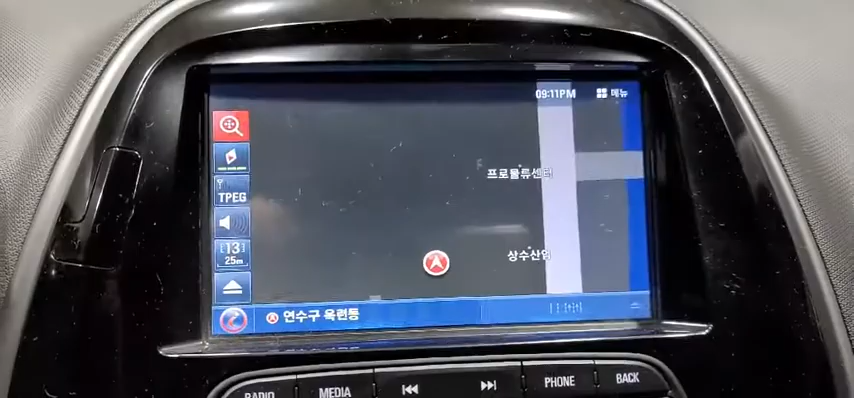 09:11PM 메뉴
프로물류센터
TPEG
[13]
25m
상수산업
연수구 옥련동
RADIO MEDIA PHONE BACK